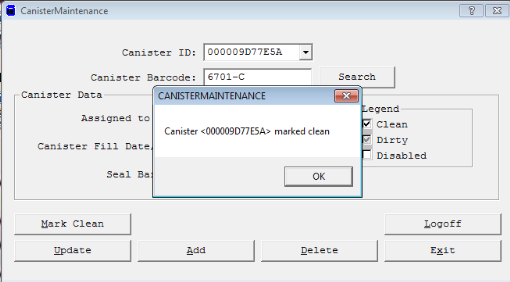 CanisterMaintenance
Canister ID: 000009D77E5A
Canister Barcode: 6701-C Search
Canister Data
CANISTERMAINTENANCE
Legend
Assigned to
Canister <000009D77E5A> marked clean
Clean
Canister Fill Date,
Dirty
Disabled
Seal Ba
OK
Mark Clean Logoff
Update Add Delete Exit